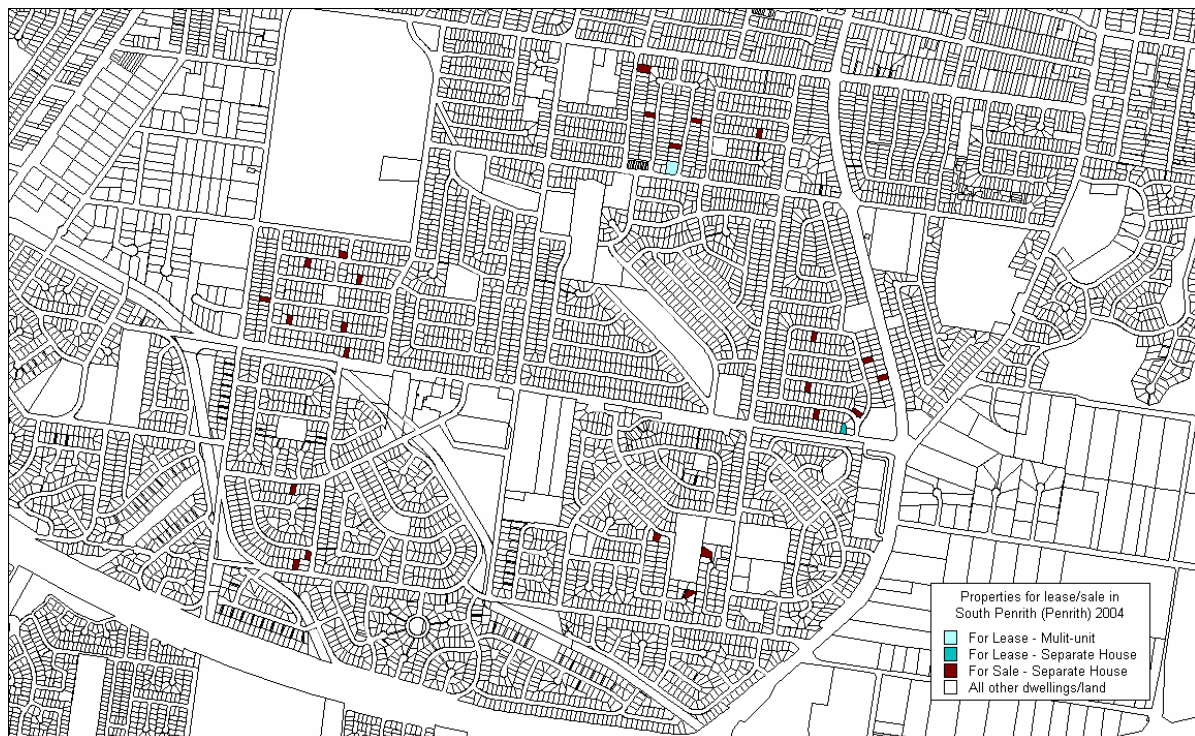 Properties for lease/sale in
South Penrith (Penrith) 2004
For Lease - Mulit-unit
For Lease - Separate House
For Sale - Separate House
All other dwellings/land